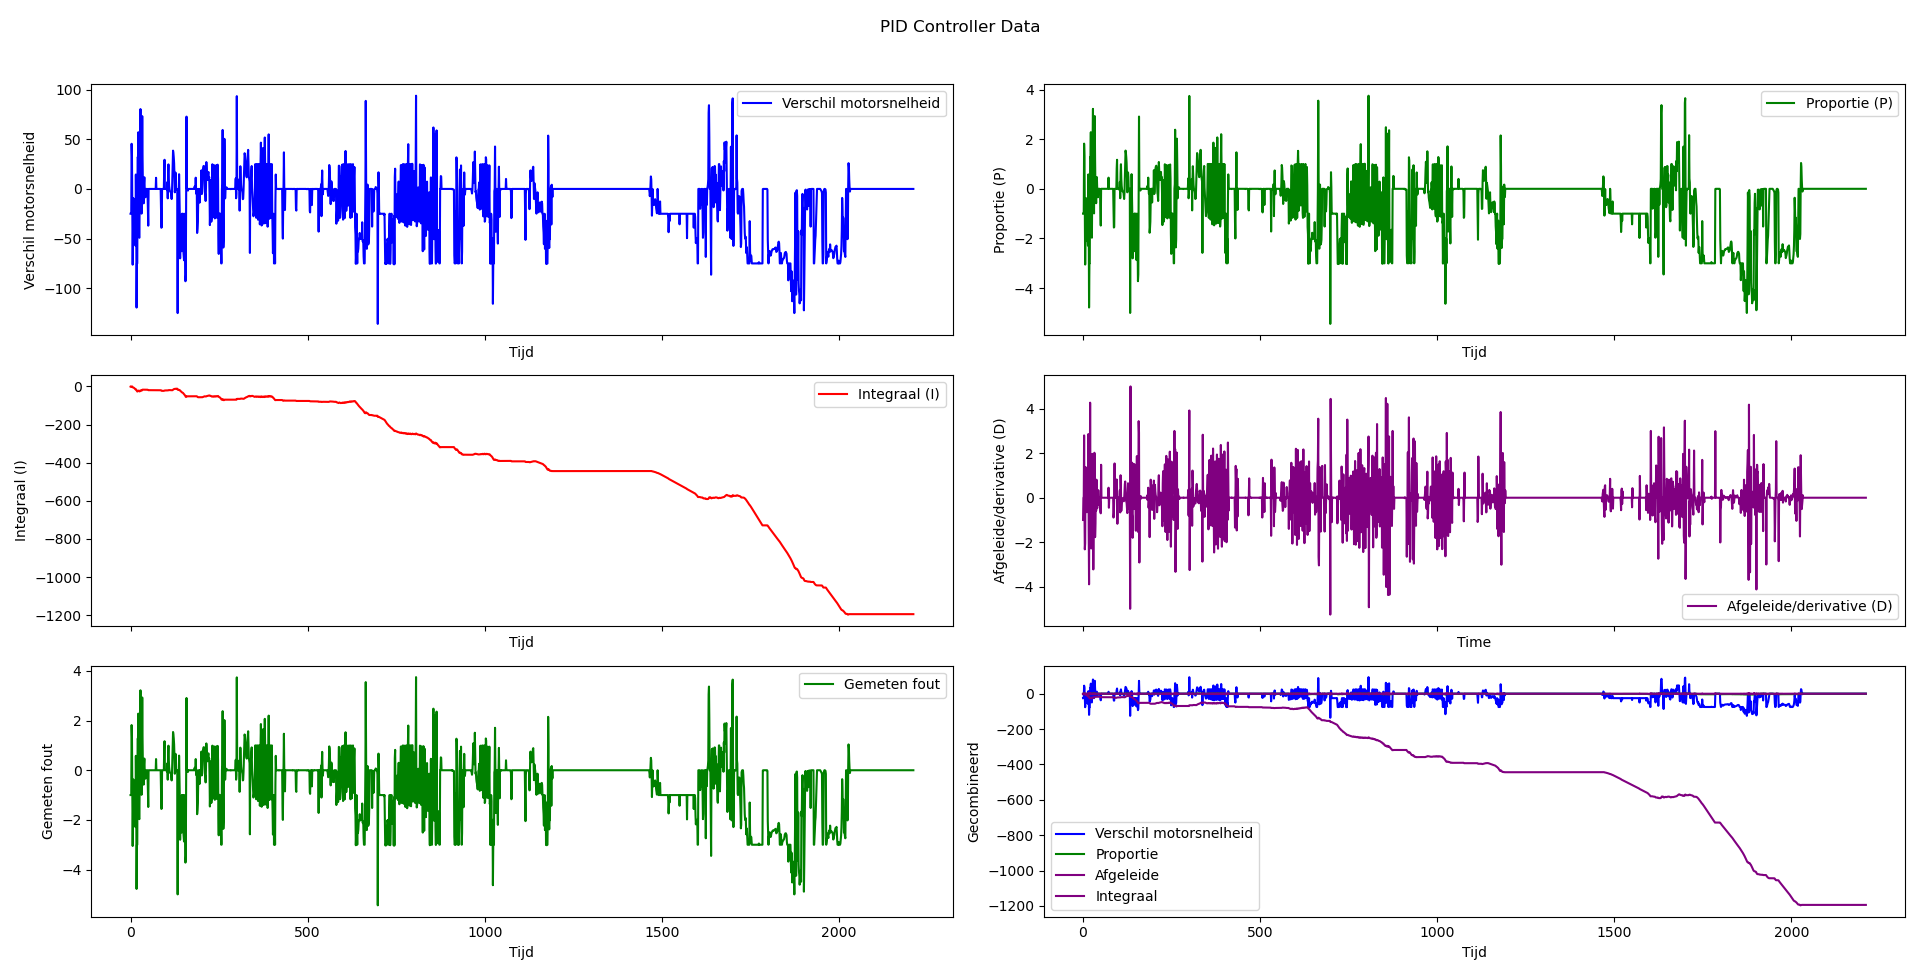 PID Controller Data
Verschil motorsnelheid
100
50
0
−50
−100
Verschil motorsnelheid
Tijd
Proportie (P)
4
2
0
−2
−4
Proportie (P)
Tijd
Integraal (I)
0
−200
−400
−600
−800
−1000
−1200
Integraal (I)
Tijd
Afgeleide/derivative (D)
4
2
0
−2
−4
Afgeleide/derivative (D)
Time
Gemeten fout
4
2
0
−2
−4
Gemeten fout
0
500
1000
1500
2000
Tijd
Gecombineerd
0
−200
−400
−600
−800
−1000
−1200
Verschil motorsnelheid
Proportie
Afgeleide
Integraal
0
500
1000
1500
2000
Tijd